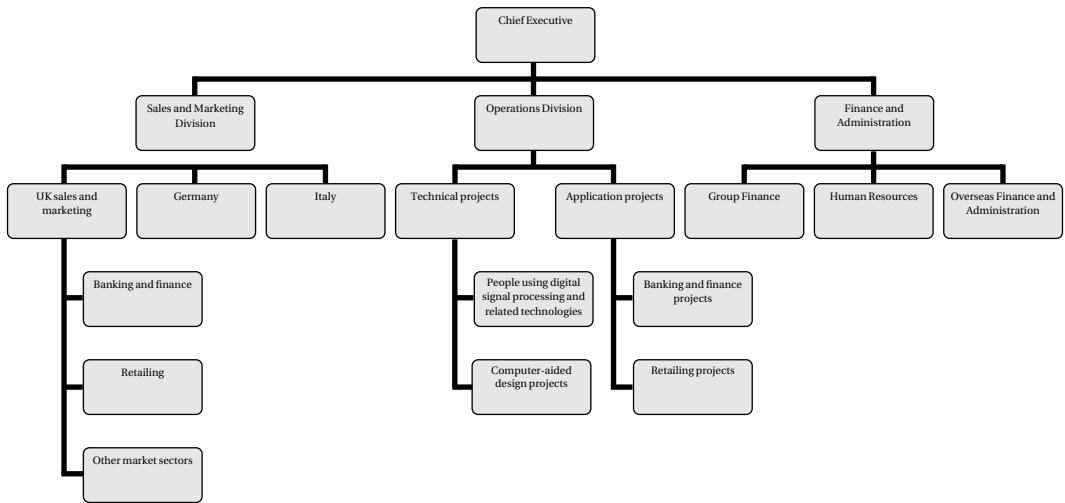 Chief Executive
Sales and Marketing
Division
Operations Division
Finance and
Administration
UK sales and
marketing
Germany
Italy
Technical projects
Application projects
Group Finance
Human Resources
Overseas Finance and
Administration
Banking and finance
People using digital
signal processing and
related technologies
Banking and finance
projects
Retailing
Computer-aided
design projects
Retailing projects
Other market sectors